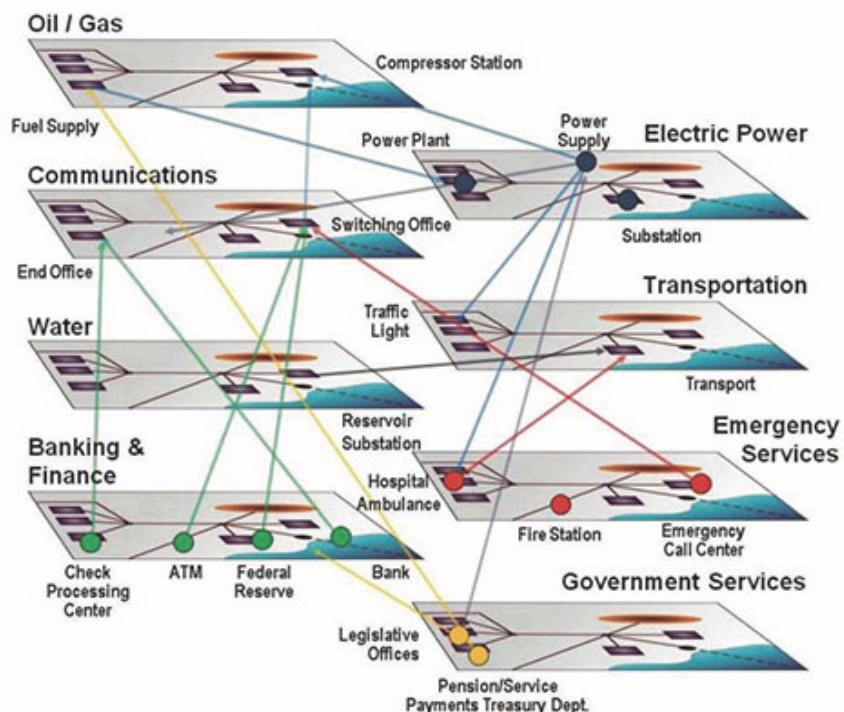 Oil / Gas
Compressor Station
Fuel Supply
Power Plant
Power
Supply
Electric Power
Substation
Communications
Switching Office
End Office
Transportation
Traffic
Light
Transport
Water
Reservoir
Substation
Banking &
Finance
Emergency
Services
Hospital
Ambulance
Fire Station
Emergency
Call Center
Check
Processing
Center
ATM
Federal
Reserve
Bank
Government Services
Legislative
Offices
Pension/Service
Payments Treasury Dept.